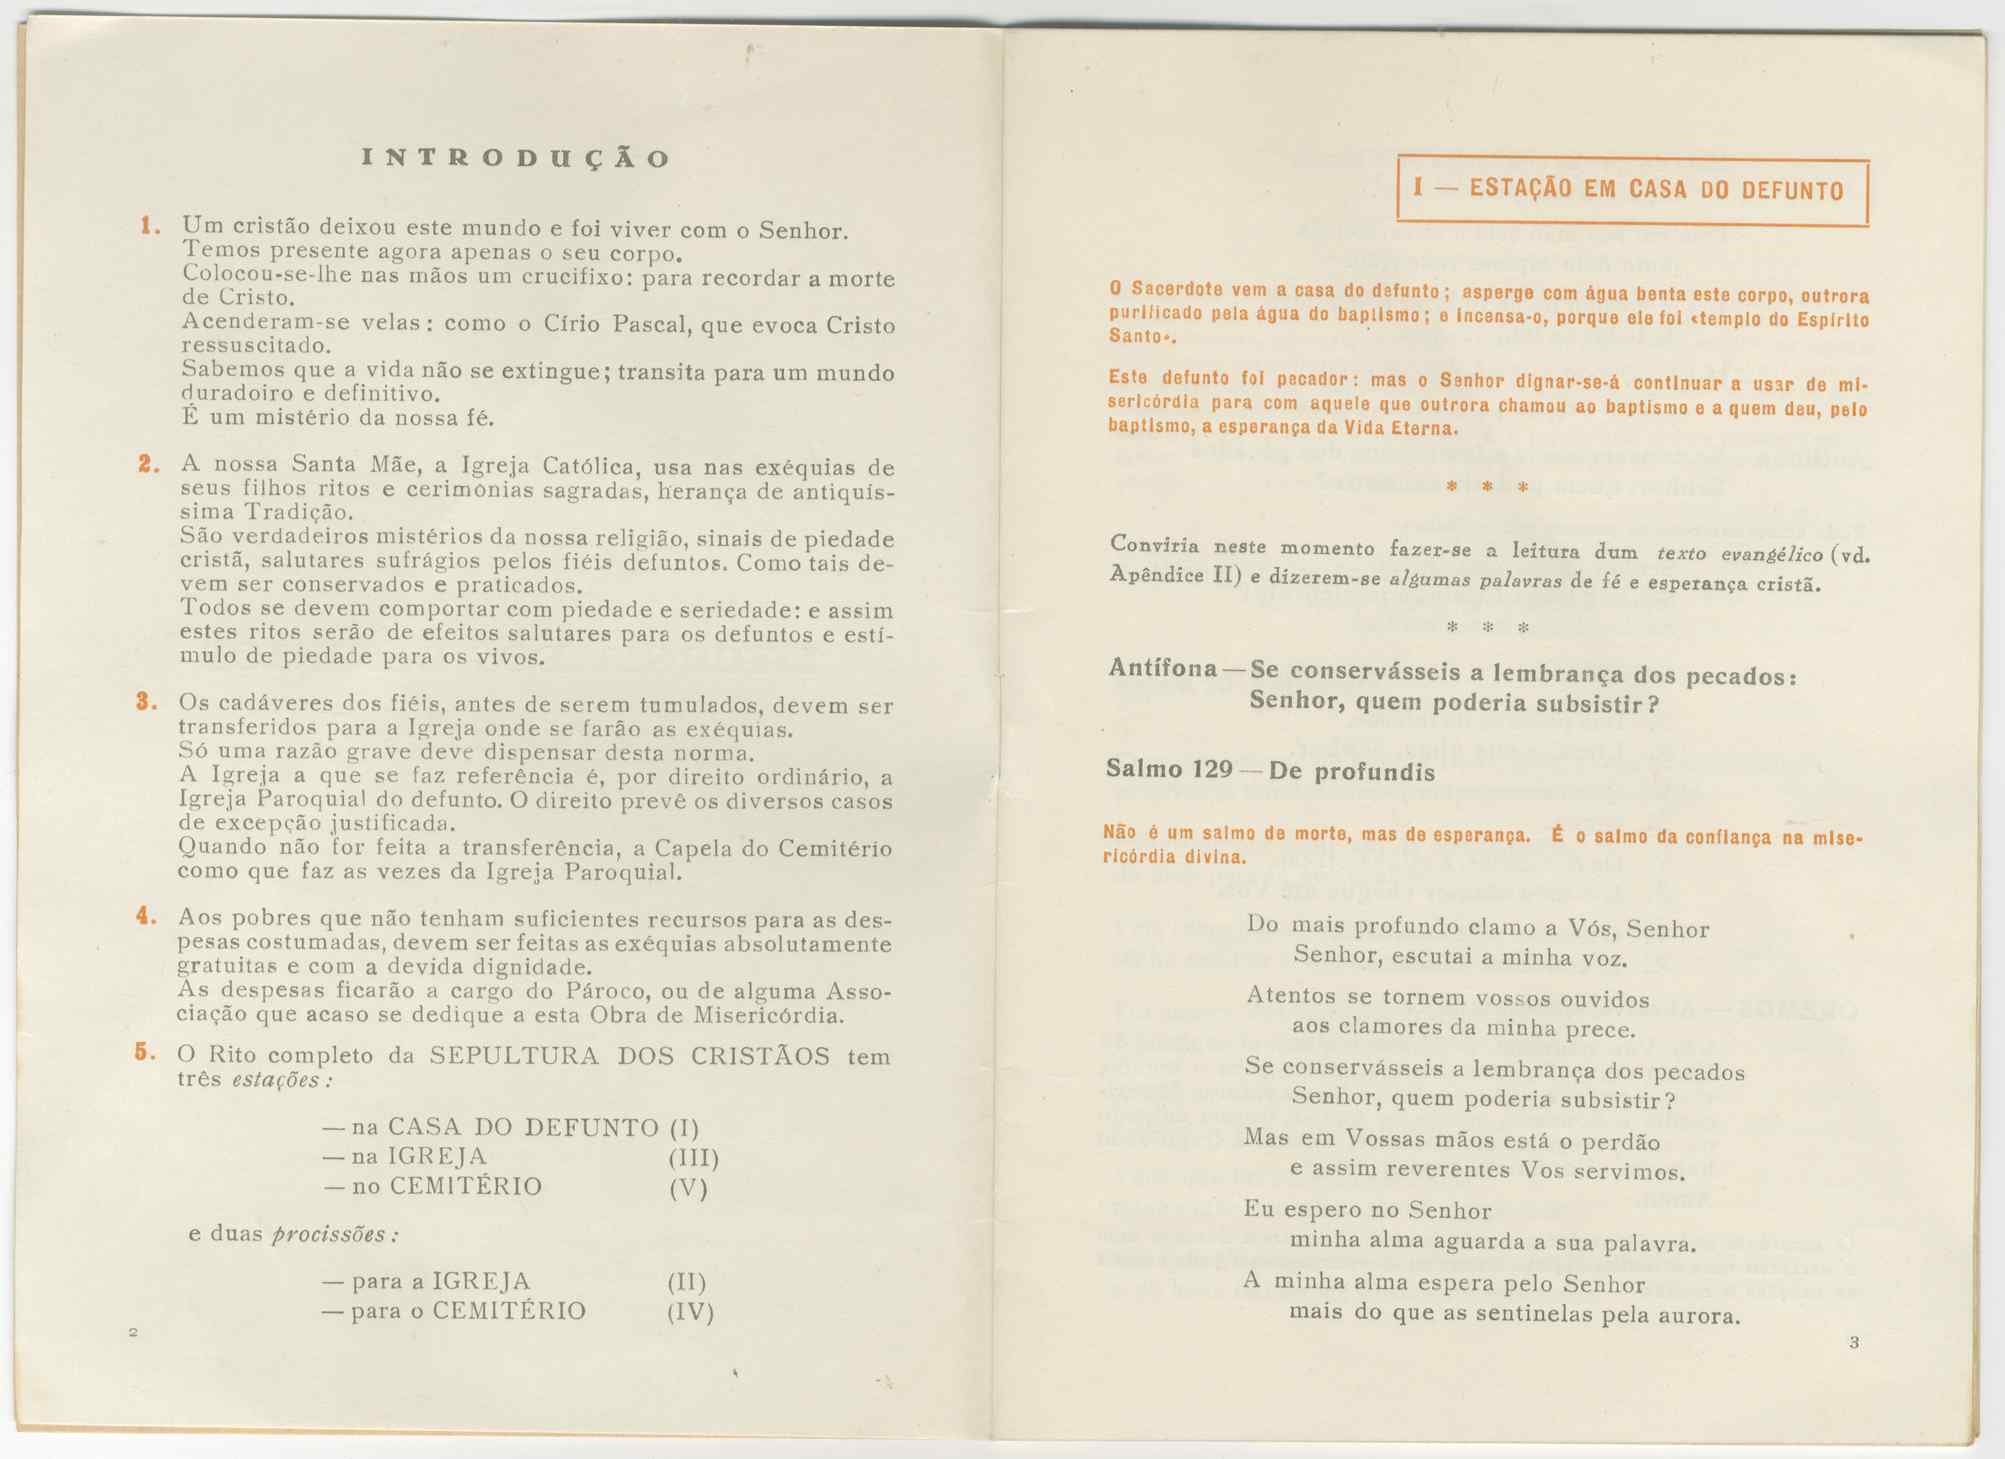 INTRODUÇÃO
1. Um cristão deixou este mundo e foi viver com o Senhor.
Temos presente agora apenas o seu corpo.
Colocou-se-lhe nas mãos um crucifixo: para recordar a morte
de Cristo.
Acenderam-se velas: como o Círio Pascal, que evoca Cristo
ressuscitado.
Sabemos que a vida não se extingue; transita para um mundo
duradoiro e definitivo.
É um mistério da nossa fé.
2. A nossa Santa Mãe, a Igreja Católica, usa nas exéquias de
seus filhos ritos e cerimónias sagradas, herança de antiquís-
sima Tradição.
São verdadeiros mistérios da nossa religião, sinais de piedade
cristã, salutares sufrágios pelos fiéis defuntos. Como tais de-
vem ser conservados e praticados.
Todos se devem comportar com piedade e seriedade: e assim
estes ritos serão de efeitos salutares para os defuntos e estí-
mulo de piedade para os vivos.
3. Os cadáveres dos fiéis, antes de serem tumulados, devem ser
transferidos para a Igreja onde se farão as exéquias.
Só uma razão grave deve dispensar desta norma.
A Igreja a que se faz referência é, por direito ordinário, a
Igreja Paroquial do defunto. O direito prevê os diversos casos
de excepção justificada.
Quando não for feita a transferência, a Capela do Cemitério
como que faz as vezes da Igreja Paroquial.
4. Aos pobres que não tenham suficientes recursos para as des-
pesas costumadas, devem ser feitas as exéquias absolutamente
gratuitas e com a devida dignidade.
As despesas ficarão a cargo do Pároco, ou de alguma Asso-
ciação que acaso se dedique a esta Obra de Misericórdia.
5. O Rito completo da SEPULTURA DOS CRISTÃOS tem
três estações:
— na CASA DO DEFUNTO (I)
— na IGREJA (III)
— no CEMITÉRIO (V)
e duas procissões:
— para a IGREJA (II)
— para o CEMITÉRIO (IV)
2
I — ESTAÇÃO EM CASA DO DEFUNTO
O Sacerdote vem a casa do defunto; asperge com água benta este corpo, outrora
purificado pela água do baptismo; e incensa-o, porque ele foi «templo do Espírito
Santo».
Este defunto foi pecador: mas o Senhor dignar-se-á continuar a usar de mi-
sericórdia para com aquele que outrora chamou ao baptismo e a quem deu, pelo
baptismo, a esperança da Vida Eterna.
* * *
Conviria neste momento fazer-se a leitura dum texto evangélico (vd.
Apêndice II) e dizerem-se algumas palavras de fé e esperança cristã.
* * *
Antífona — Se conservásseis a lembrança dos pecados:
Senhor, quem poderia subsistir?
Salmo 129 — De profundis
Não é um salmo de morte, mas de esperança. É o salmo da confiança na mise-
ricórdia divina.
Do mais profundo clamo a Vós, Senhor
Senhor, escutai a minha voz.
Atentos se tornem vossos ouvidos
aos clamores da minha prece.
Se conservásseis a lembrança dos pecados
Senhor, quem poderia subsistir?
Mas em Vossas mãos está o perdão
e assim reverentes Vos servimos.
Eu espero no Senhor
minha alma aguarda a sua palavra.
A minha alma espera pelo Senhor
mais do que as sentinelas pela aurora.
3